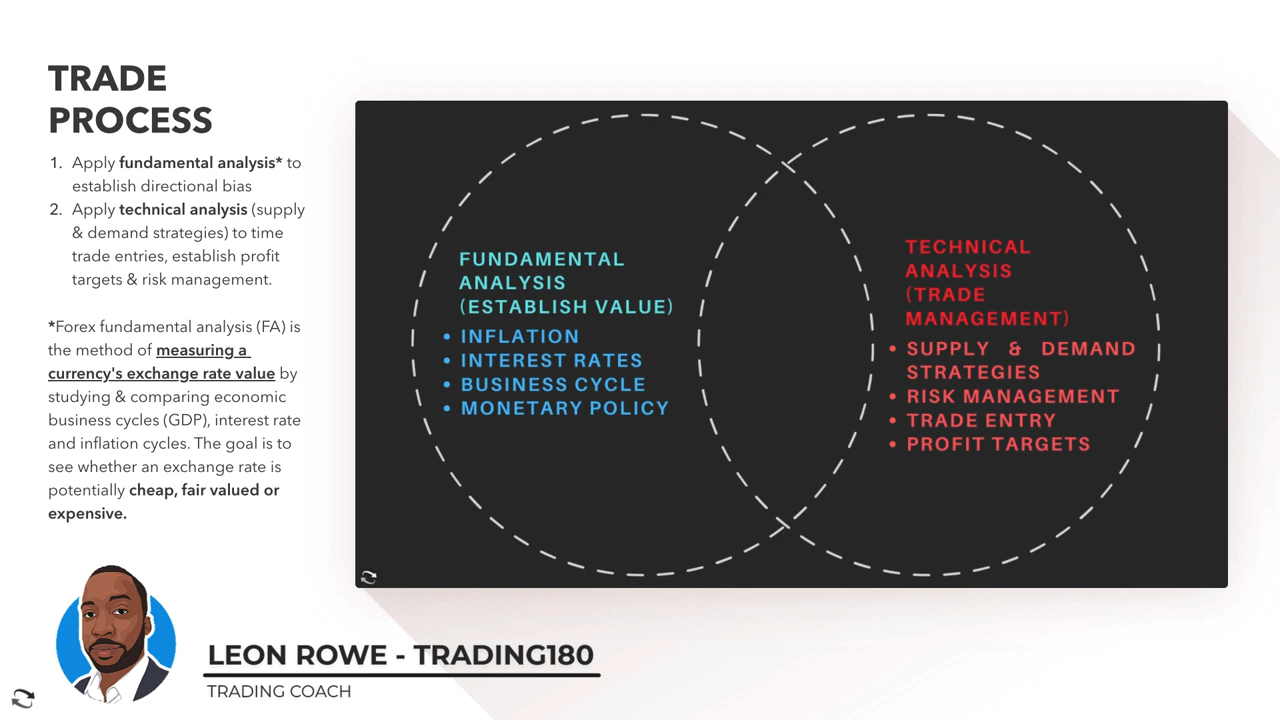 TRADE
PROCESS
1. Apply fundamental analysis* to
establish directional bias
2. Apply technical analysis (supply
& demand strategies) to time
trade entries, establish profit
targets & risk management.
*Forex fundamental analysis (FA) is
the method of measuring a
currency's exchange rate value by
studying & comparing economic
business cycles (GDP), interest rate
and inflation cycles. The goal is to
see whether an exchange rate is
potentially cheap, fair valued or
expensive.
FUNDAMENTAL
ANALYSIS
(ESTABLISH VALUE)
• INFLATION
• INTEREST RATES
• BUSINESS CYCLE
• MONETARY POLICY
TECHNICAL
ANALYSIS
(TRADE
MANAGEMENT)
• SUPPLY & DEMAND
STRATEGIES
• RISK MANAGEMENT
• TRADE ENTRY
• PROFIT TARGETS
LEON ROWE - TRADING180
TRADING COACH